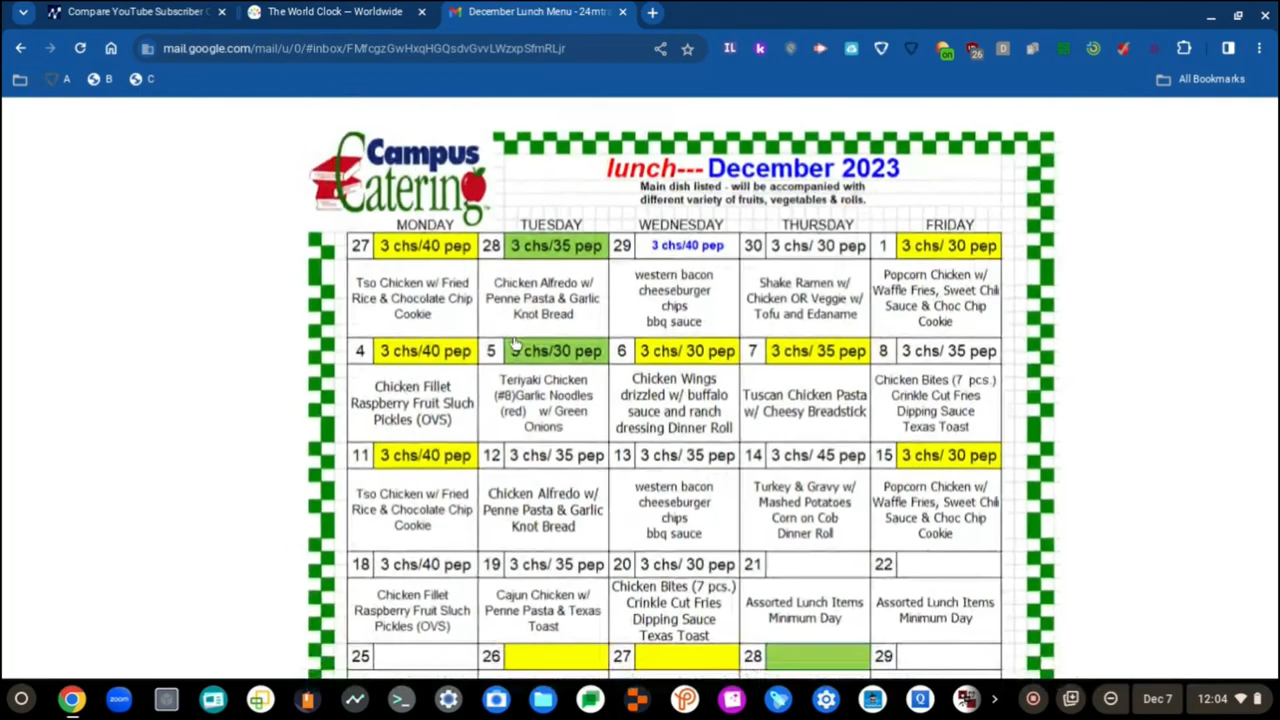 Compare YouTube Subscriber C
The World Clock — Worldwide
December Lunch Menu - 24mtra
mail.google.com/mail/u/0/#inbox/FMfcgzGwHxqHGQsdvGvvLWzxpSfmRLjr
A
B
C
All Bookmarks
Campus
Catering
lunch--- December 2023
Main dish listed - will be accompanied with
different variety of fruits, vegetables & rolls.
MONDAY TUESDAY WEDNESDAY THURSDAY FRIDAY
27 3 chs/40 pep 28 3 chs/35 pep 29 3 chs/40 pep 30 3 chs/ 30 pep 1 3 chs/ 30 pep
Tso Chicken w/ Fried
Rice & Chocolate Chip
Cookie
Chicken Alfredo w/
Penne Pasta & Garlic
Knot Bread
western bacon
cheeseburger
chips
bbq sauce
Shake Ramen w/
Chicken OR Veggie w/
Tofu and Edaname
Popcorn Chicken w/
Waffle Fries, Sweet Chili
Sauce & Choc Chip
Cookie
4 3 chs/40 pep 5 chs/30 pep 6 3 chs/ 30 pep 7 3 chs/ 35 pep 8 3 chs/ 35 pep
Chicken Fillet
Raspberry Fruit Sluch
Pickles (OVS)
Teriyaki Chicken
(#8)Garlic Noodles
(red) w/ Green
Onions
Chicken Wings
drizzled w/ buffalo
sauce and ranch
dressing Dinner Roll
Tuscan Chicken Pasta
w/ Cheesy Breadstick
Chicken Bites (7 pcs.)
Crinkle Cut Fries
Dipping Sauce
Texas Toast
11 3 chs/40 pep 12 3 chs/ 35 pep 13 3 chs/ 35 pep 14 3 chs/ 45 pep 15 3 chs/ 30 pep
Tso Chicken w/ Fried
Rice & Chocolate Chip
Cookie
Chicken Alfredo w/
Penne Pasta & Garlic
Knot Bread
western bacon
cheeseburger
chips
bbq sauce
Turkey & Gravy w/
Mashed Potatoes
Corn on Cob
Dinner Roll
Popcorn Chicken w/
Waffle Fries, Sweet Chili
Sauce & Choc Chip
Cookie
18 3 chs/40 pep 19 3 chs/ 35 pep 20 3 chs/ 30 pep 21 22
Chicken Fillet
Raspberry Fruit Sluch
Pickles (OVS)
Cajun Chicken w/
Penne Pasta & Texas
Toast
Chicken Bites (7 pcs.)
Crinkle Cut Fries
Dipping Sauce
Texas Toast
Assorted Lunch Items
Minimum Day
Assorted Lunch Items
Minimum Day
25 26 27 28 29
zoom
Dec 7 12:04